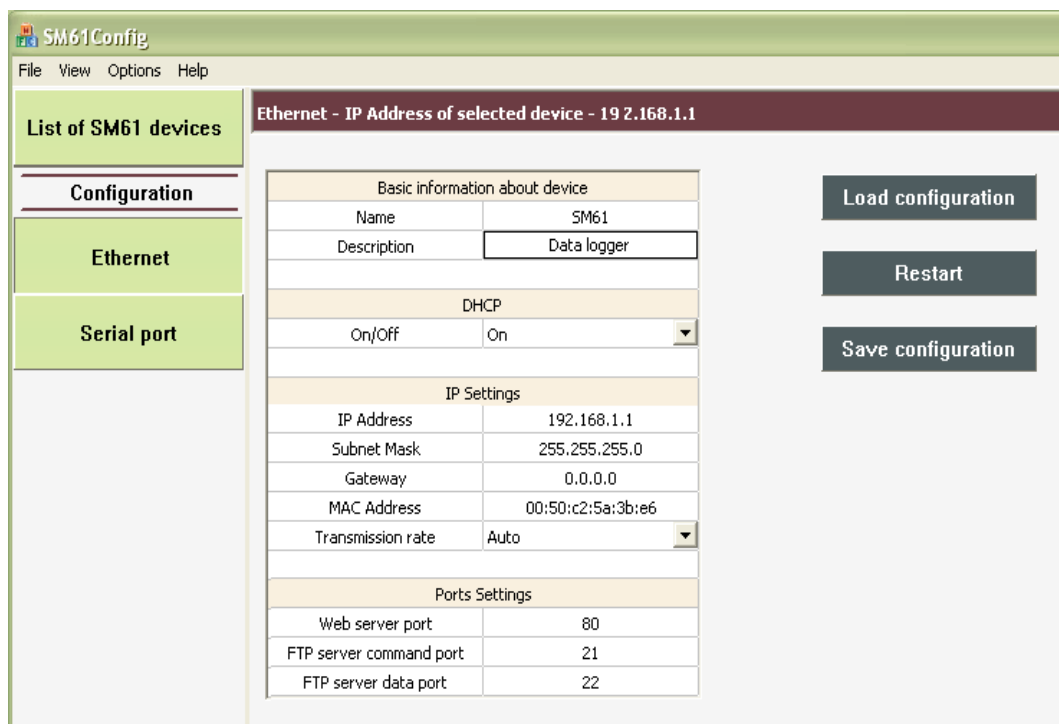 SM61Config
File View Options Help
List of SM61 devices
Configuration
Ethernet
Serial port
Ethernet - IP Address of selected device - 19 2.168.1.1
Basic information about device
Name SM61
Description Data logger
DHCP
On/Off On
IP Settings
IP Address 192.168.1.1
Subnet Mask 255.255.255.0
Gateway 0.0.0.0
MAC Address 00:50:c2:5a:3b:e6
Transmission rate Auto
Ports Settings
Web server port 80
FTP server command port 21
FTP server data port 22
Load configuration
Restart
Save configuration